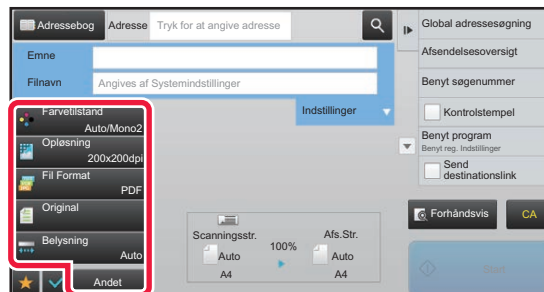 Adressebog Adresse Tryk for at angive adresse
Emne
Filnavn Angives af Systemindstillinger
Indstillinger
Farvetilstand
Auto/Mono2
Opløsning
200x200dpi
Fil Format
PDF
Original
Belysning
Auto
Andet
Scanningsstr.
Auto
A4
100%
Afs.Str.
Auto
A4
Global adressesøgning
Afsendelsesoversigt
Benyt søgenummer
Kontrolstempel
Benyt program
Benyt reg. Indstillinger
Send
destinationslink
Forhåndsvis CA
Start